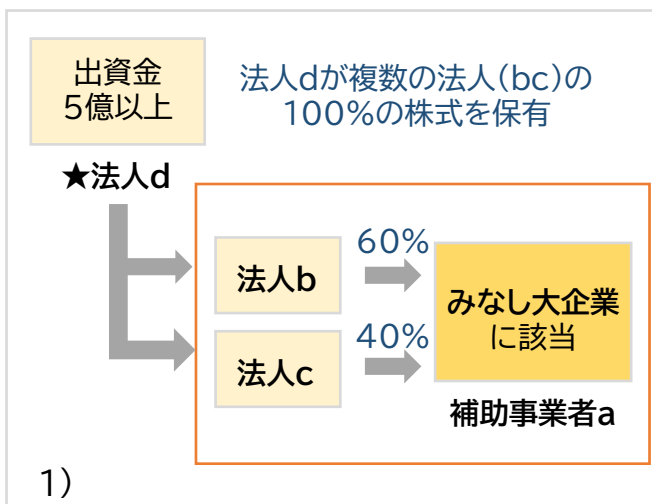 出資金
5億以上
法人dが複数の法人(bc)の
100%の株式を保有
★法人d
法人b
60%
みなし大企業
に該当
法人c
40%
補助事業者a
1)